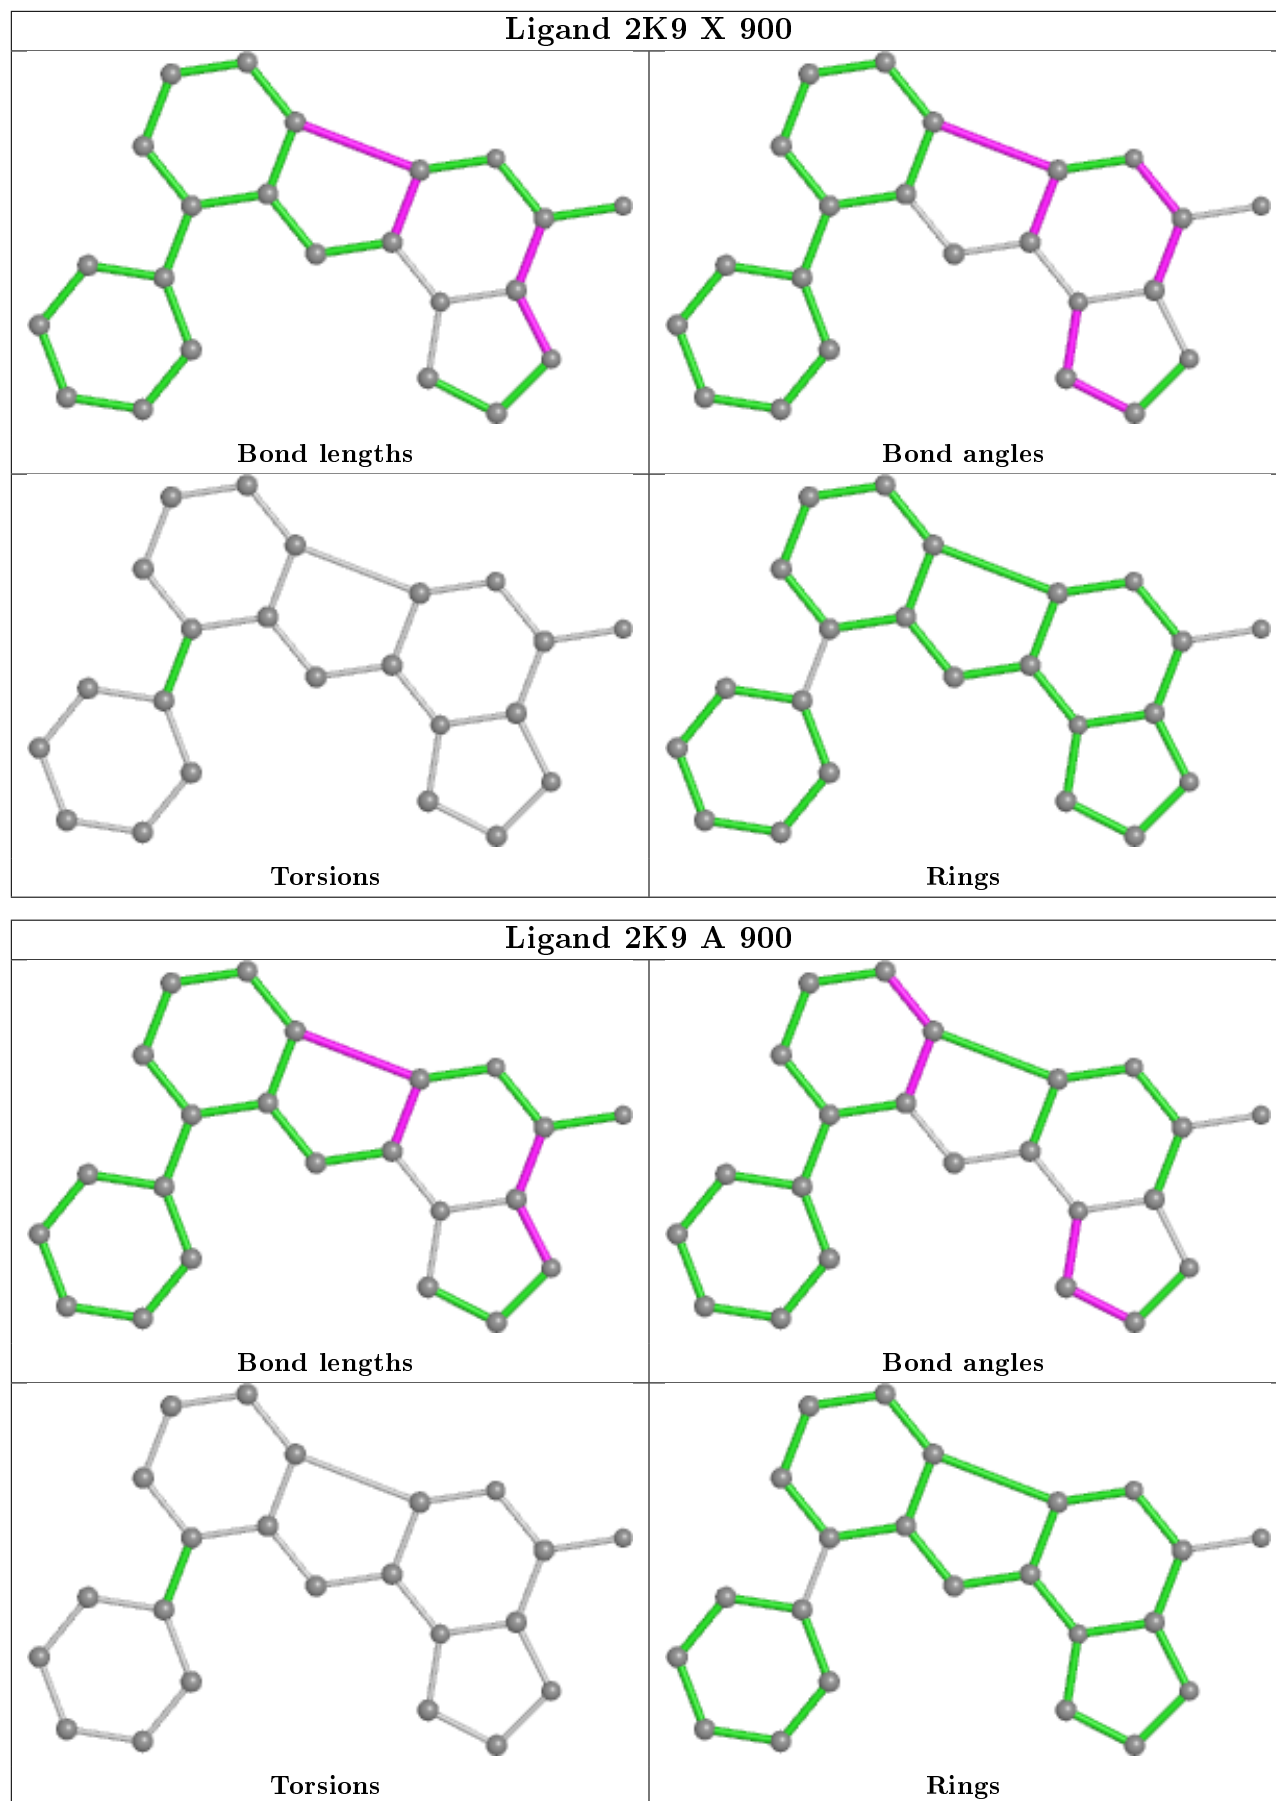 Ligand 2K9 X 900
Bond lengths
Bond angles
Torsions
Rings
Ligand 2K9 A 900
Bond lengths
Bond angles
Torsions
Rings